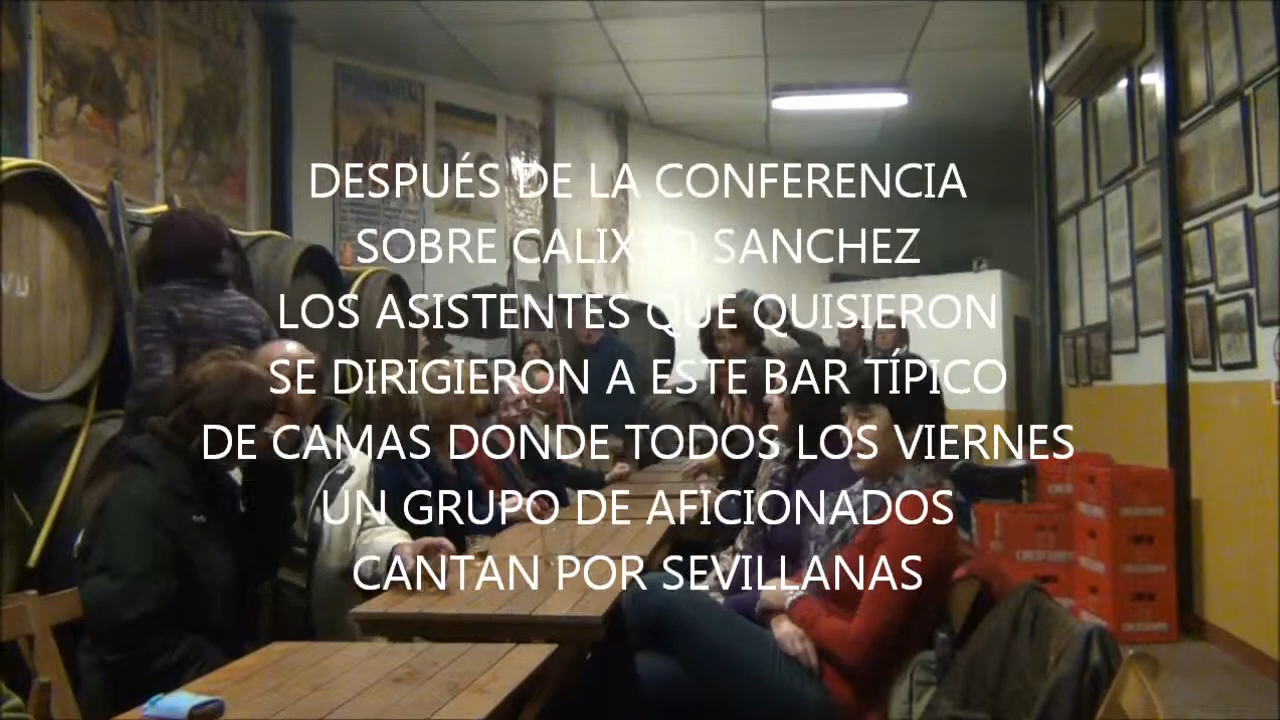 DESPUÉS DE LA CONFERENCIA
SOBRE CALIXTO SANCHEZ
LOS ASISTENTES QUE QUISIERON
SE DIRIGIERON A ESTE BAR TÍPICO
DE CAMAS DONDE TODOS LOS VIERNES
UN GRUPO DE AFICIONADOS
CANTAN POR SEVILLANAS